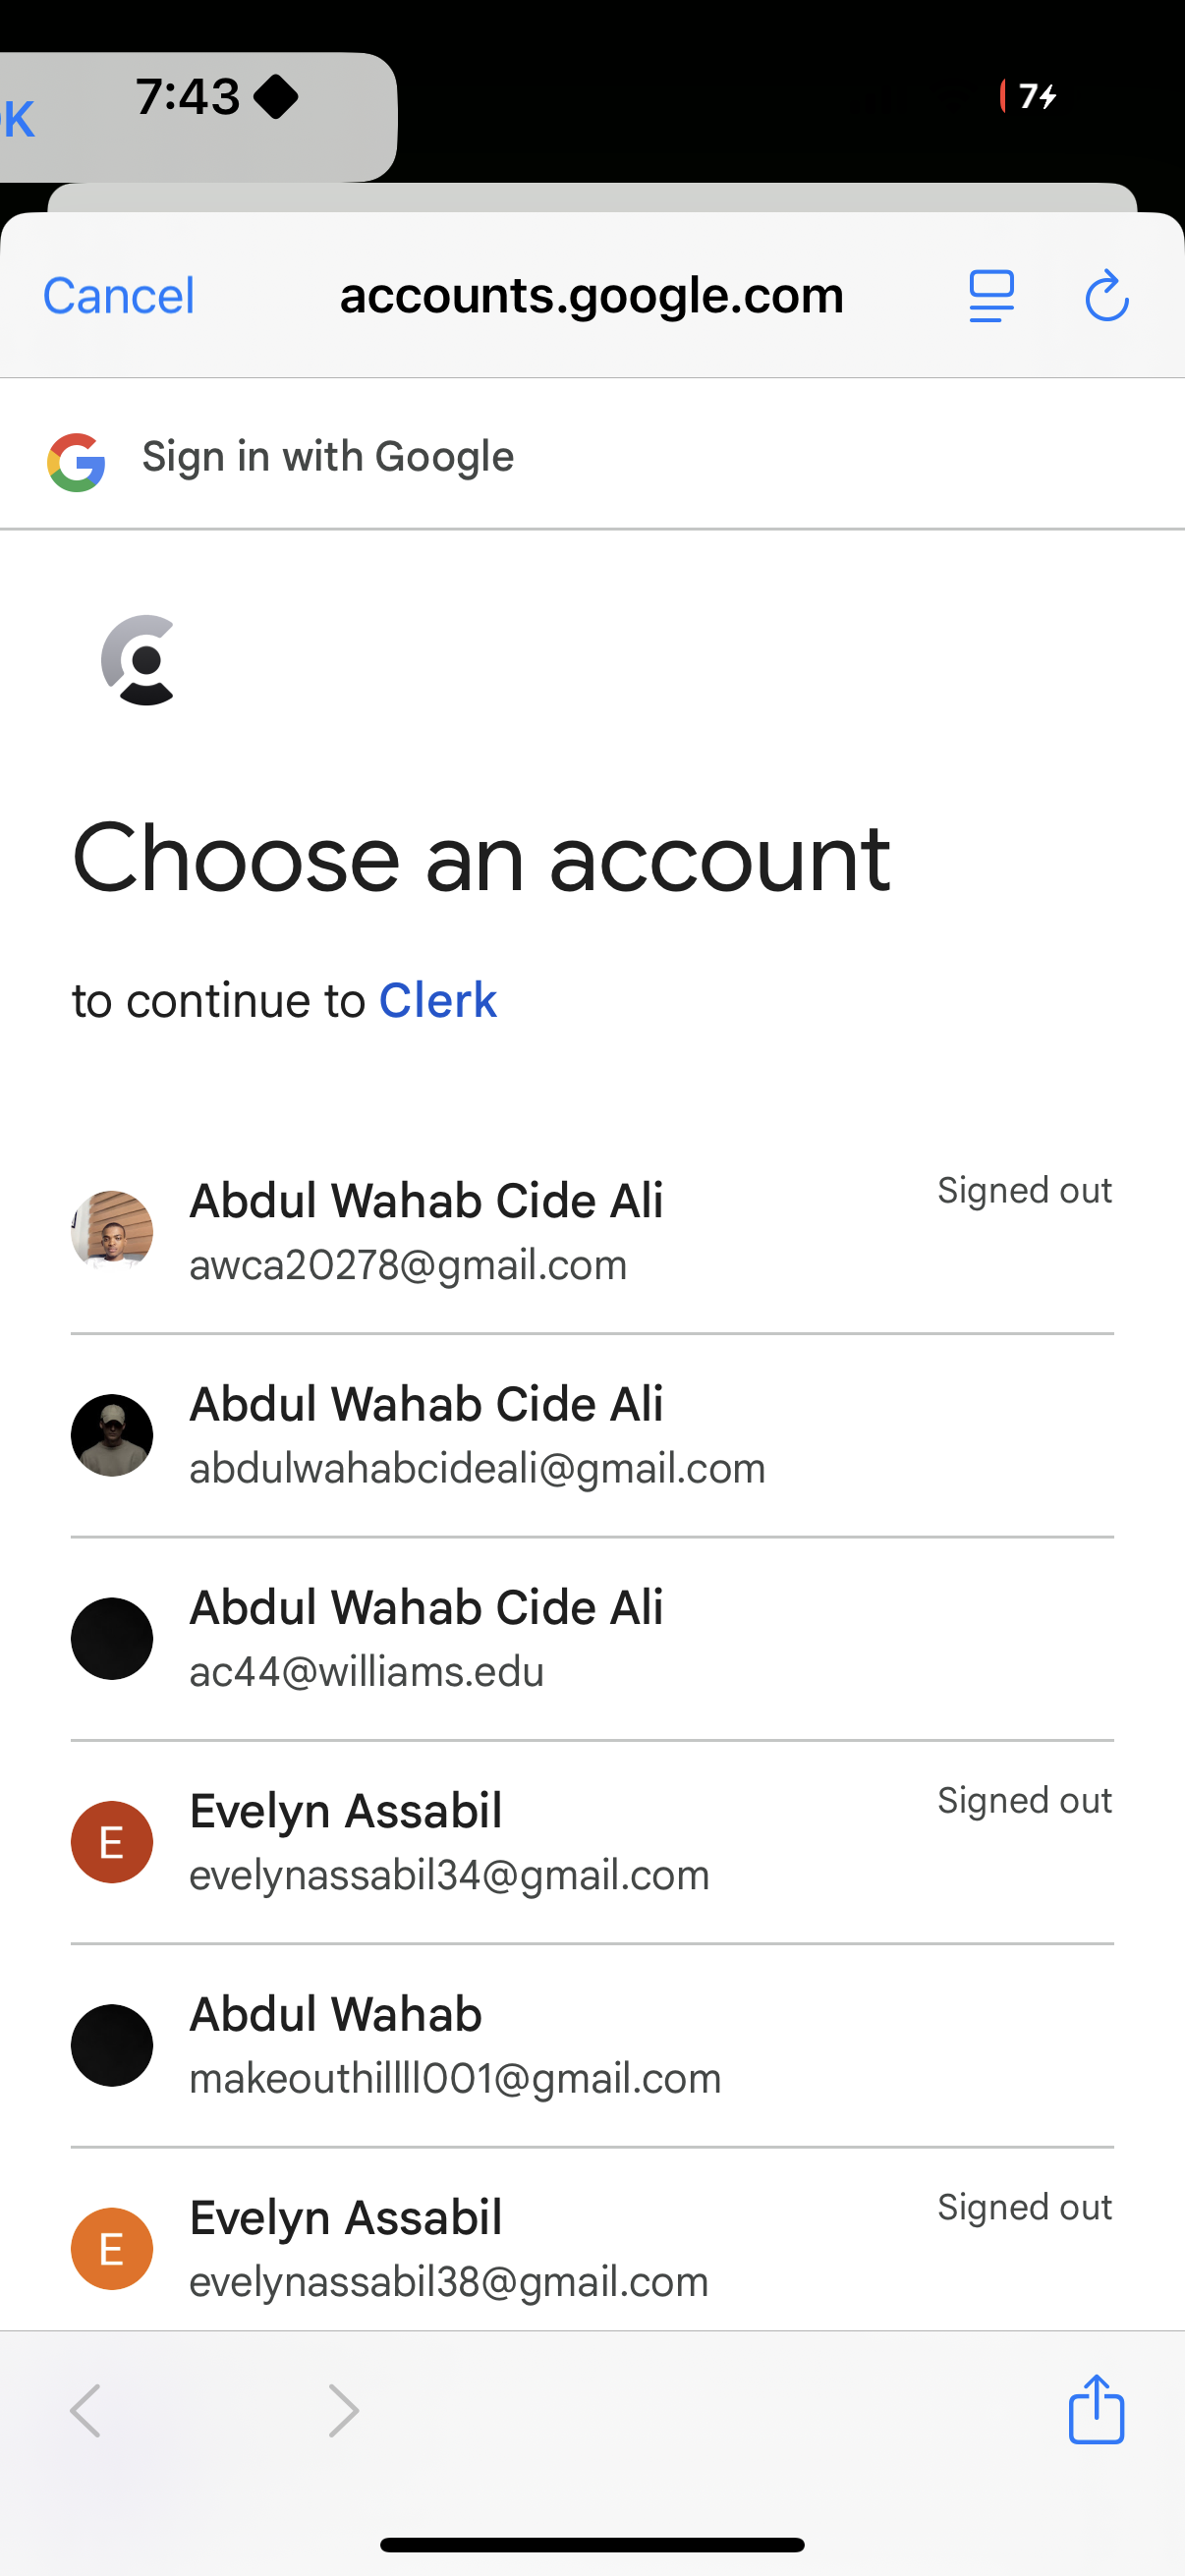 K
7:43
7
Cancel
accounts.google.com
Sign in with Google
Choose an account
to continue to Clerk
Abdul Wahab Cide Ali
Signed out
awca20278@gmail.com
Abdul Wahab Cide Ali
abdulwahabcideali@gmail.com
Abdul Wahab Cide Ali
ac44@williams.edu
E
Evelyn Assabil
Signed out
evelynassabil34@gmail.com
Abdul Wahab
makeouthillll001@gmail.com
E
Evelyn Assabil
Signed out
evelynassabil38@gmail.com